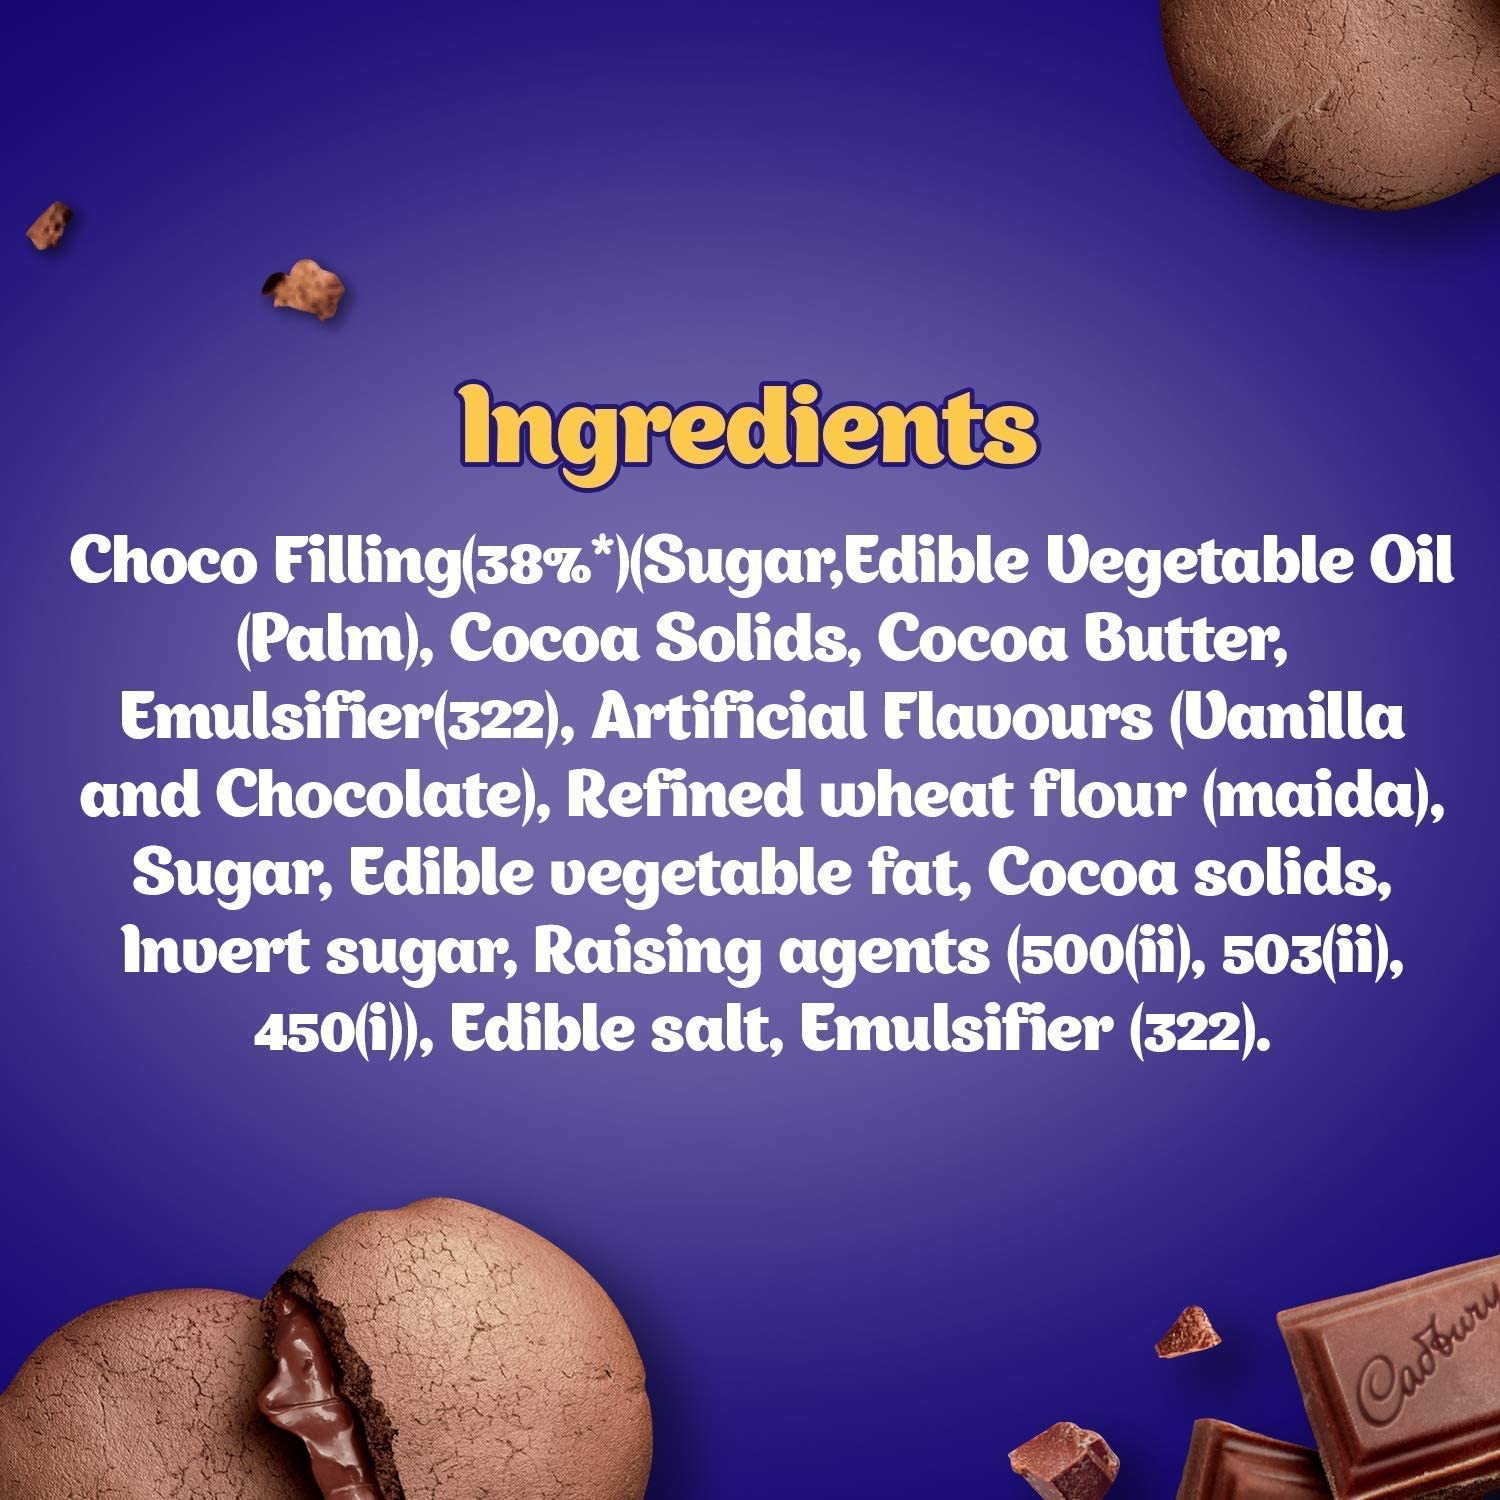 Ingredients
Choco Filling(38%*)(Sugar,Edible Vegetable Oil
(Palm), Cocoa Solids, Cocoa Butter,
Emulsifier(322), Artificial Flavours (Vanilla
and Chocolate), Refined wheat flour (maida),
Sugar, Edible vegetable fat, Cocoa solids,
Invert sugar, Raising agents (500(ii), 503(ii),
450(i)), Edible salt, Emulsifier (322).
Cadbury